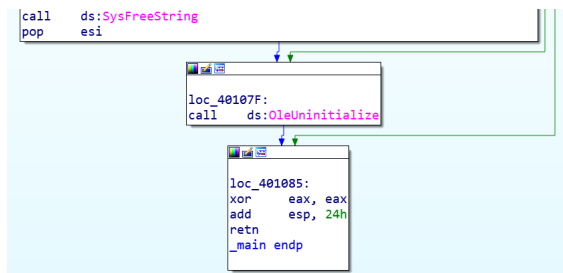 call    ds:SysFreeString
pop     esi
loc_40107F:
call    ds:OleUninitialize
loc_401085:
xor     eax, eax
add     esp, 24h
retn
_main endp